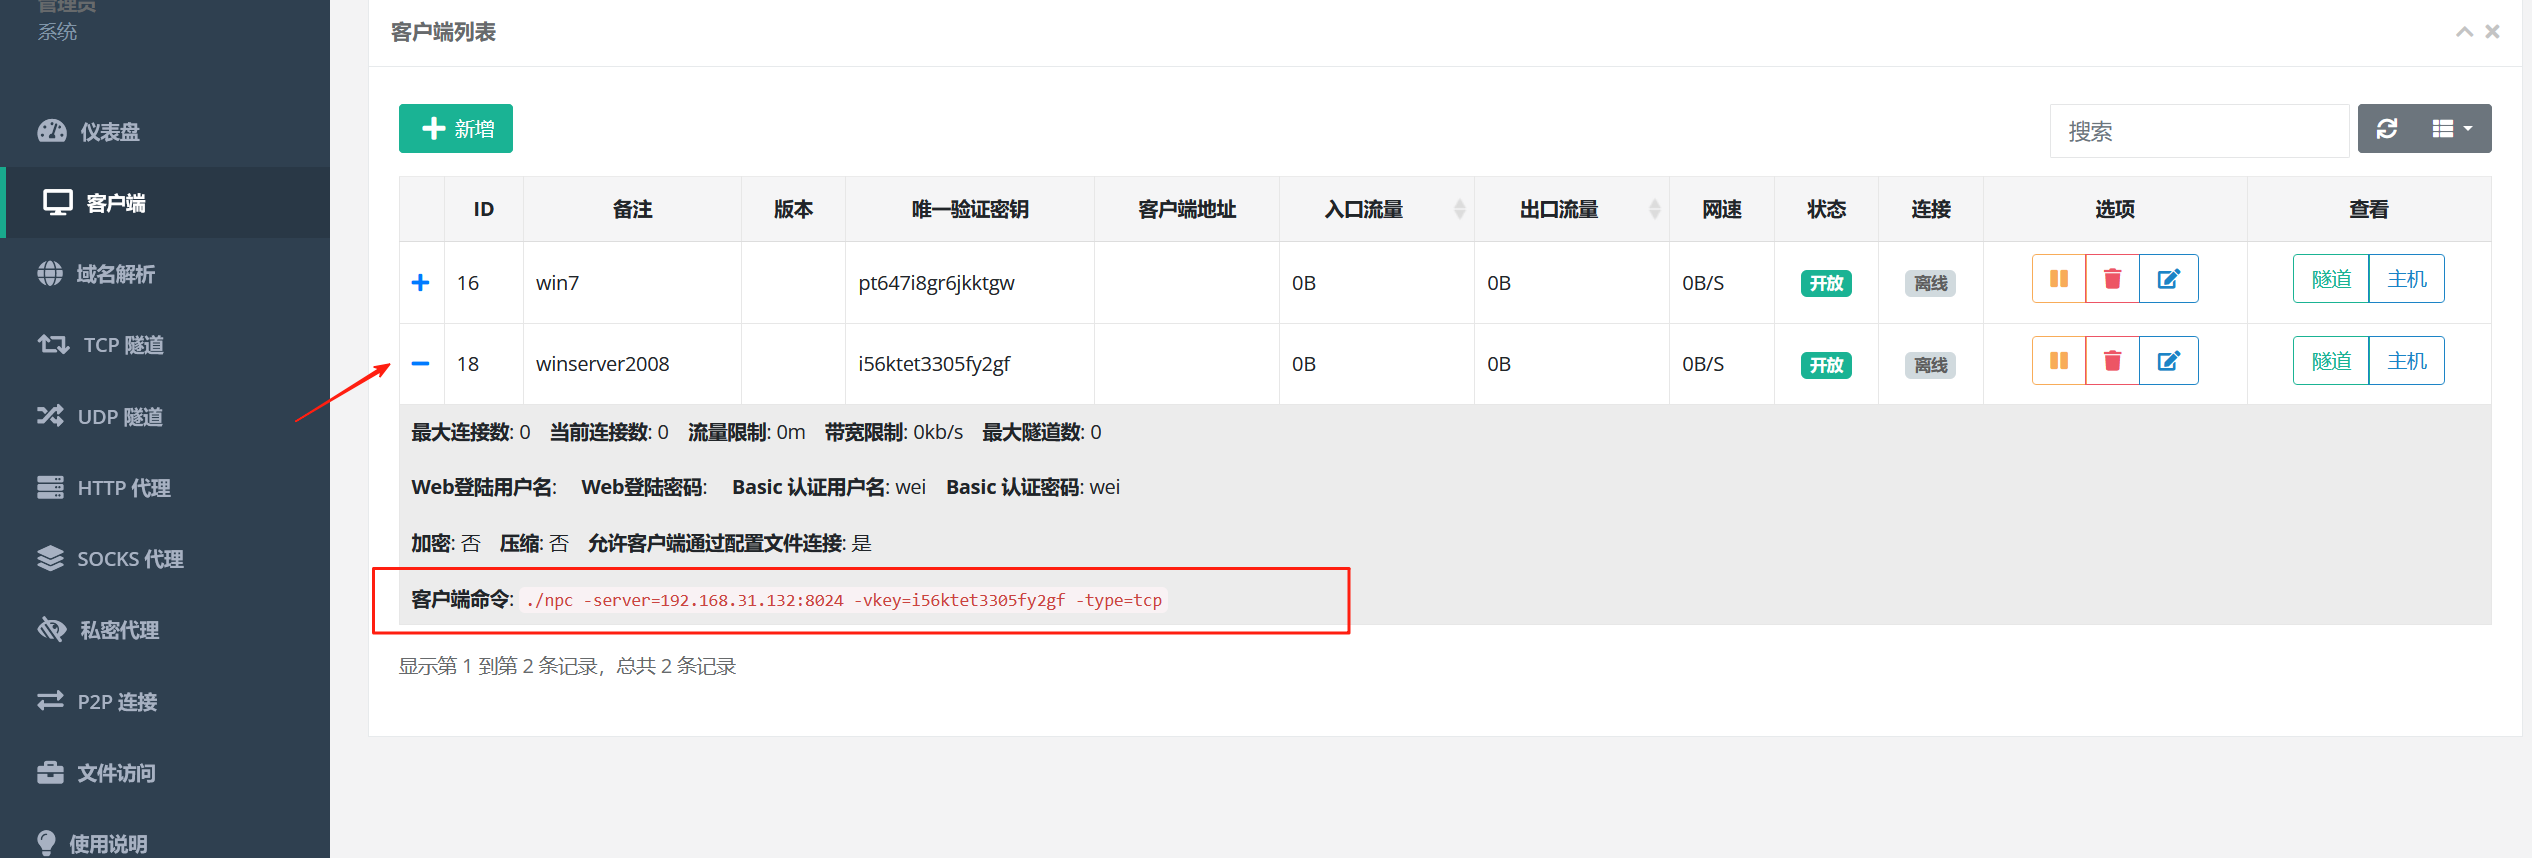 管理员
系统
仪表盘
客户端
域名解析
TCP 隧道
UDP 隧道
HTTP 代理
SOCKS 代理
私密代理
P2P 连接
文件访问
使用说明
客户端列表
新增
搜索
ID 备注 版本 唯一验证密钥 客户端地址 入口流量 出口流量 网速 状态 连接 选项 查看
16 win7 pt647i8gr6jkktgw 0B 0B 0B/S 开放 离线 隧道 主机
18 winserver2008 i56ktet3305fy2gf 0B 0B 0B/S 开放 离线 隧道 主机
最大连接数: 0 当前连接数: 0 流量限制: 0m 带宽限制: 0kb/s 最大隧道数: 0
Web登陆用户名: Web登陆密码: Basic 认证用户名: wei Basic 认证密码: wei
加密: 否 压缩: 否 允许客户端通过配置文件连接: 是
客户端命令: ./npc -server=192.168.31.132:8024 -vkey=i56ktet3305fy2gf -type=tcp
显示第 1 到第 2 条记录，总共 2 条记录